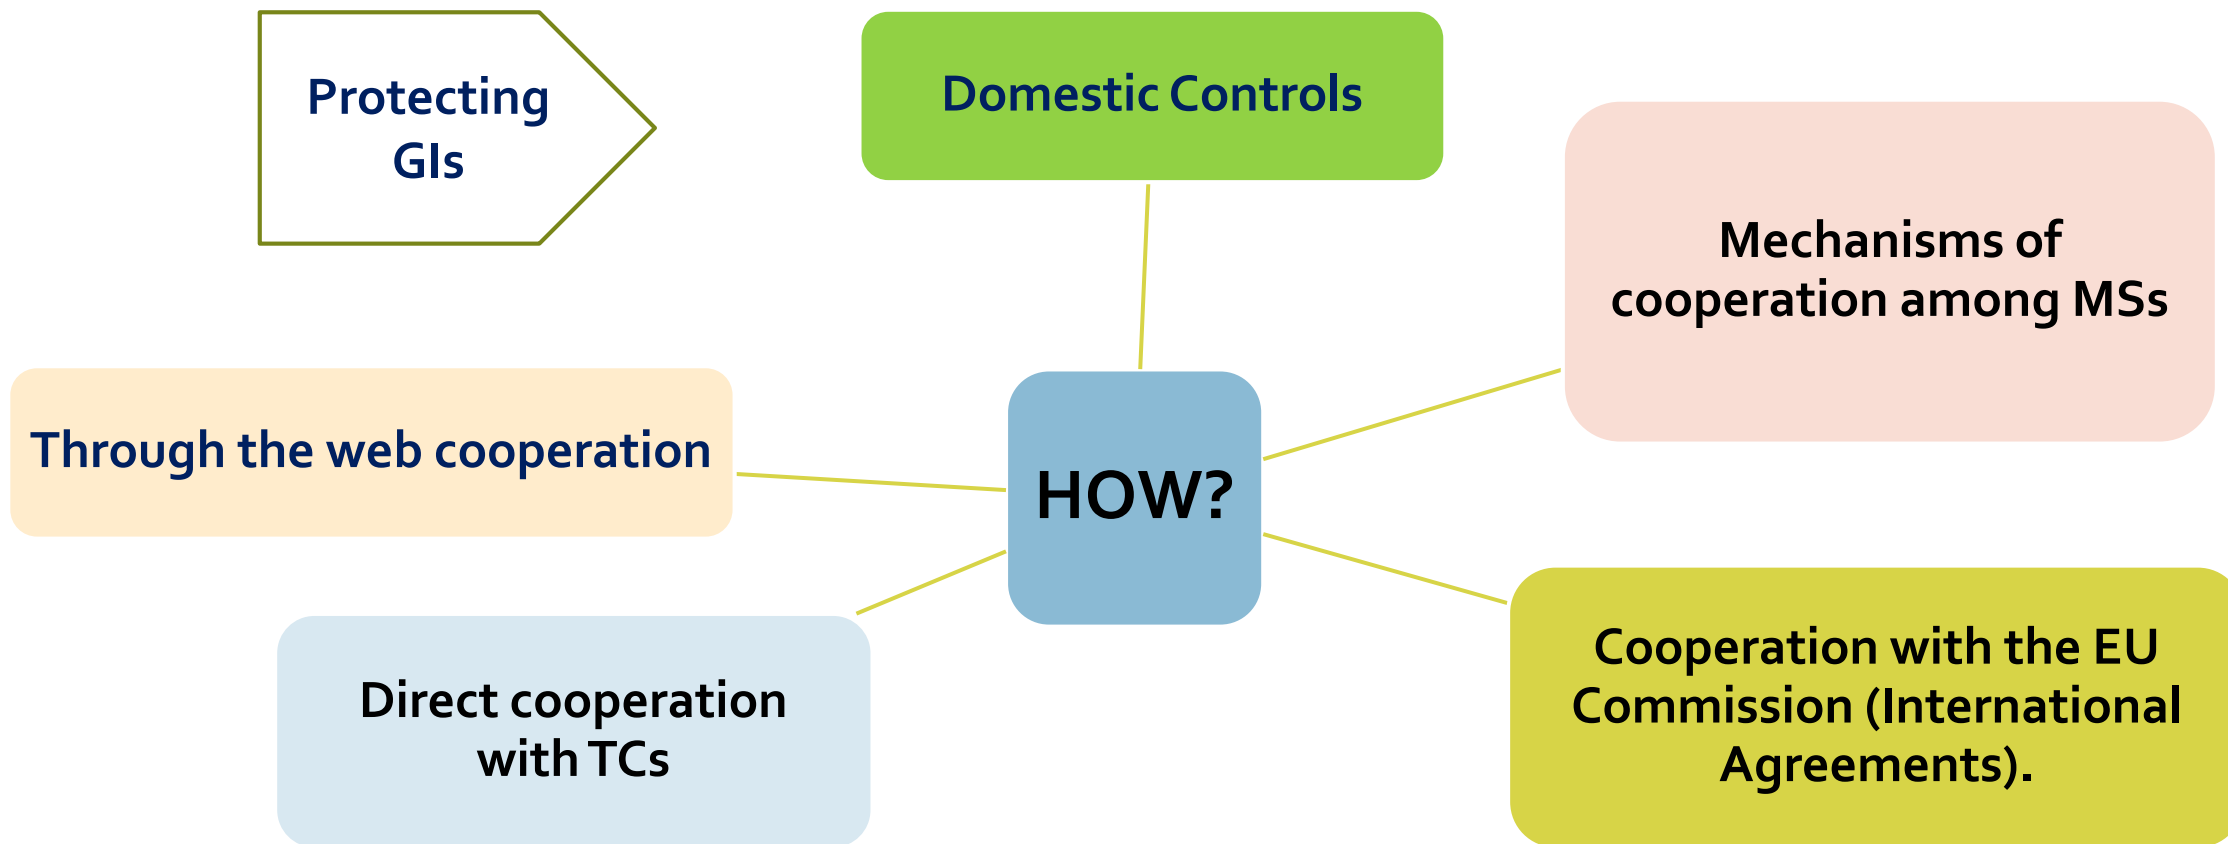 Protecting
GIs
Domestic Controls
Mechanisms of
cooperation among MSs
Through the web cooperation
HOW?
Direct cooperation
with TCs
Cooperation with the EU
Commission (International
Agreements).